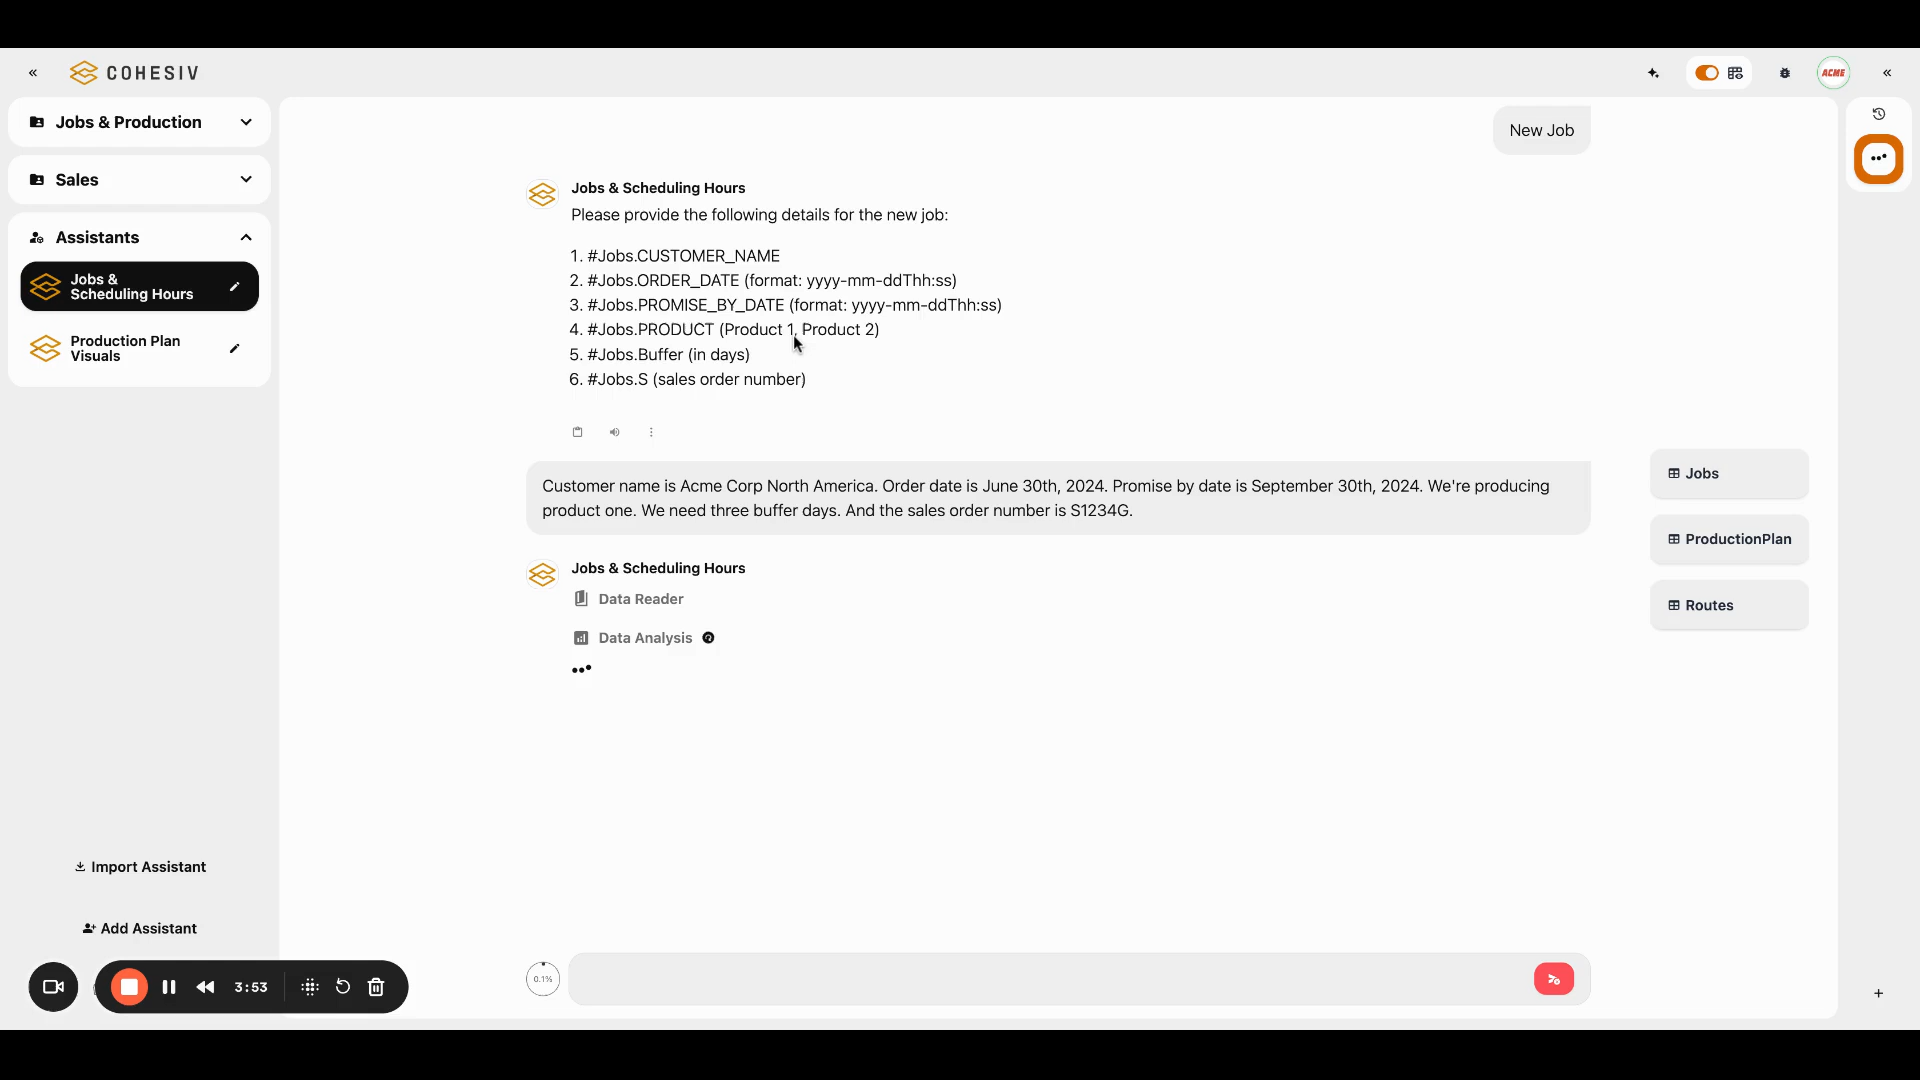 COHESIV
ACME
Jobs & Production
Sales
Assistants
Jobs &
Scheduling Hours
Production Plan
Visuals
Import Assistant
Add Assistant
3:53
New Job
Jobs & Scheduling Hours
Please provide the following details for the new job:
1. #Jobs.CUSTOMER_NAME
2. #Jobs.ORDER_DATE (format: yyyy-mm-ddThh:ss)
3. #Jobs.PROMISE_BY_DATE (format: yyyy-mm-ddThh:ss)
4. #Jobs.PRODUCT (Product 1, Product 2)
5. #Jobs.Buffer (in days)
6. #Jobs.S (sales order number)
Customer name is Acme Corp North America. Order date is June 30th, 2024. Promise by date is September 30th, 2024. We're producing
product one. We need three buffer days. And the sales order number is S1234G.
Jobs & Scheduling Hours
Data Reader
Data Analysis
0.1%
Jobs
ProductionPlan
Routes